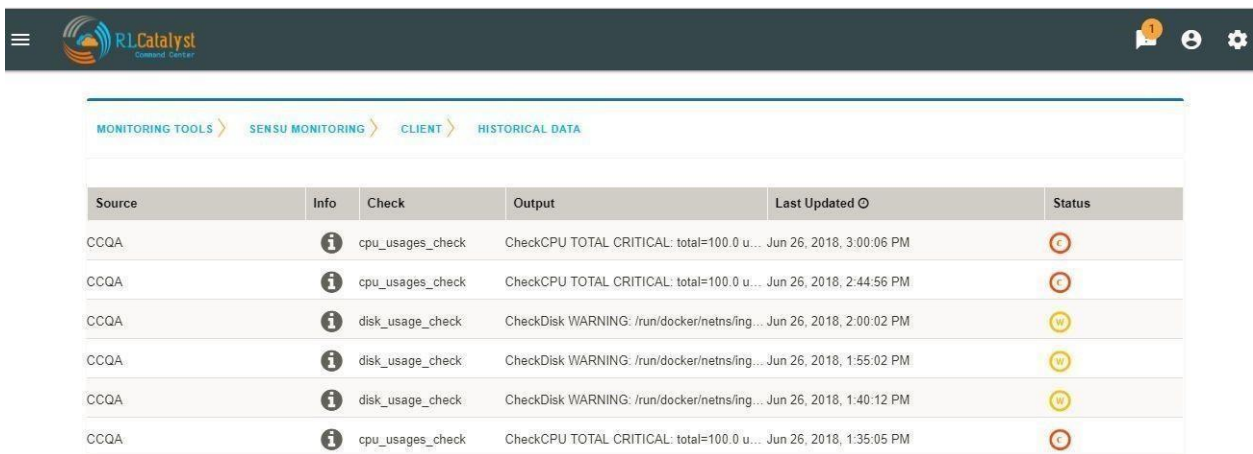 1
RLCatalyst
Command Center
MONITORING TOOLS SENSU MONITORING CLIENT HISTORICAL DATA
Source Info Check Output Last Updated Status
CCQA i cpu_usages_check CheckCPU TOTAL CRITICAL: total=100.0 u... Jun 26, 2018, 3:00:06 PM C
CCQA i cpu_usages_check CheckCPU TOTAL CRITICAL: total=100.0 u... Jun 26, 2018, 2:44:56 PM C
CCQA i disk_usage_check CheckDisk WARNING: /run/docker/netns/ing... Jun 26, 2018, 2:00:02 PM W
CCQA i disk_usage_check CheckDisk WARNING: /run/docker/netns/ing... Jun 26, 2018, 1:55:02 PM W
CCQA i disk_usage_check CheckDisk WARNING: /run/docker/netns/ing... Jun 26, 2018, 1:40:12 PM W
CCQA i cpu_usages_check CheckCPU TOTAL CRITICAL: total=100.0 u... Jun 26, 2018, 1:35:05 PM C